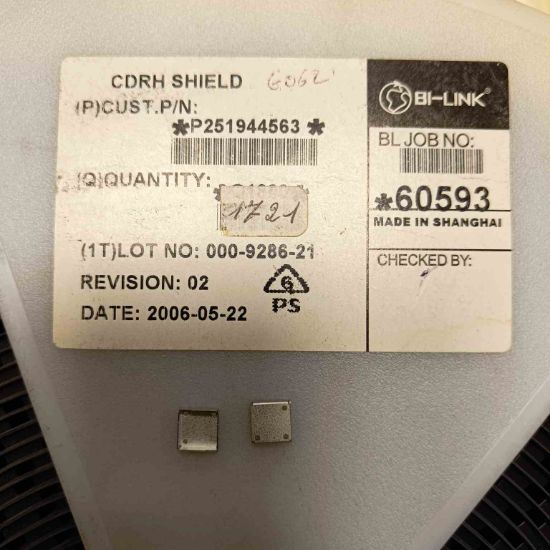 CDRH SHIELD
(P)CUST.P/N:
*P251944563 *
(Q)QUANTITY:
1721
(1T)LOT NO: 000-9286-21
REVISION: 02
DATE: 2006-05-22
6
PS
BI-LINK®
BL JOB NO:
*60593
MADE IN SHANGHAI
CHECKED BY: